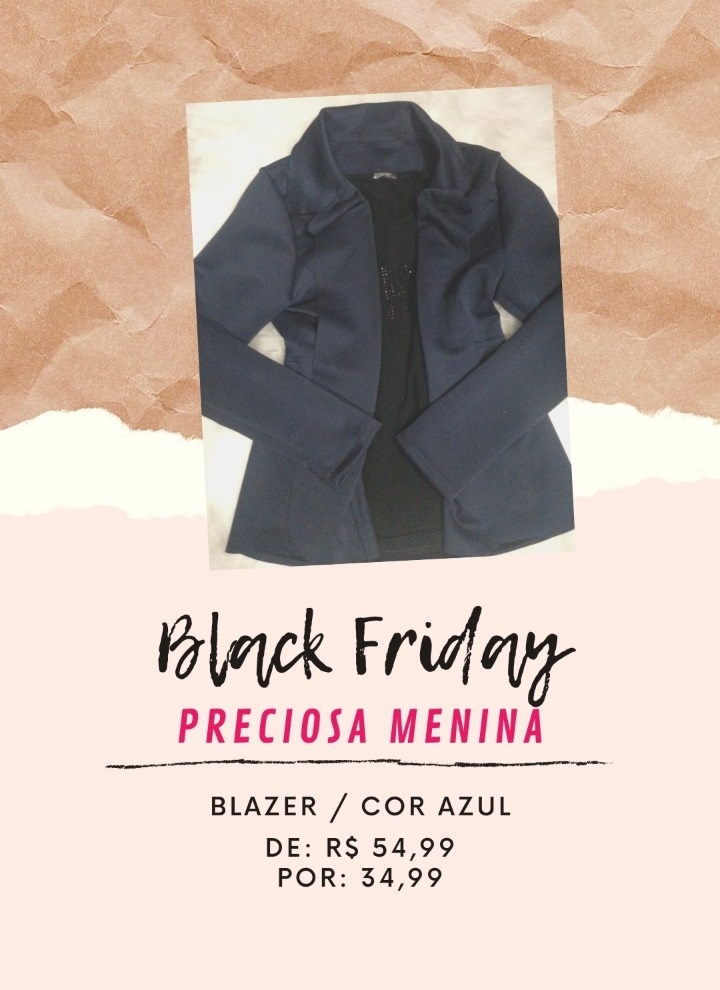 Black Friday
PRECIOSA MENINA
BLAZER / COR AZUL
DE: R$ 54,99
POR: 34,99